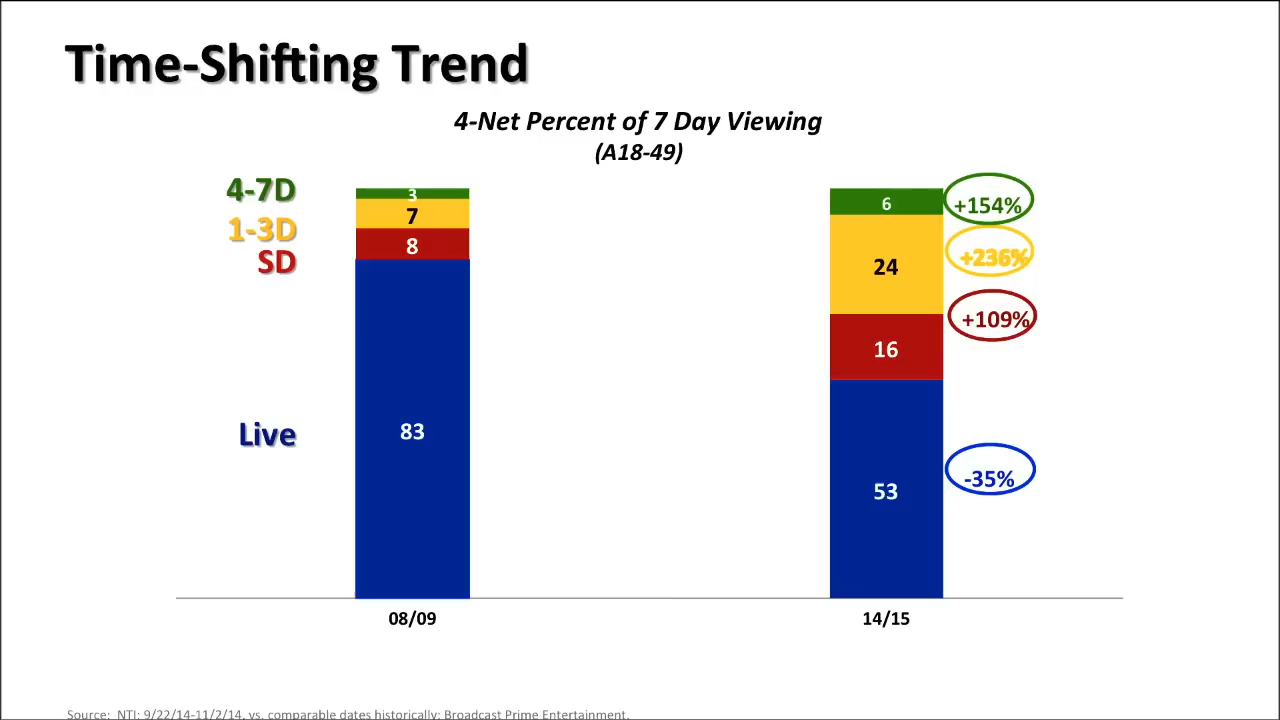 Time-Shifting Trend
4-Net Percent of 7 Day Viewing
(A18-49)
4-7D
1-3D
SD
Live
3
7
8
83
6
24
16
53
+154%
+236%
+109%
-35%
08/09
14/15
Source: NTI: 9/22/14-11/2/14, vs. comparable dates historically; Broadcast Prime Entertainment.